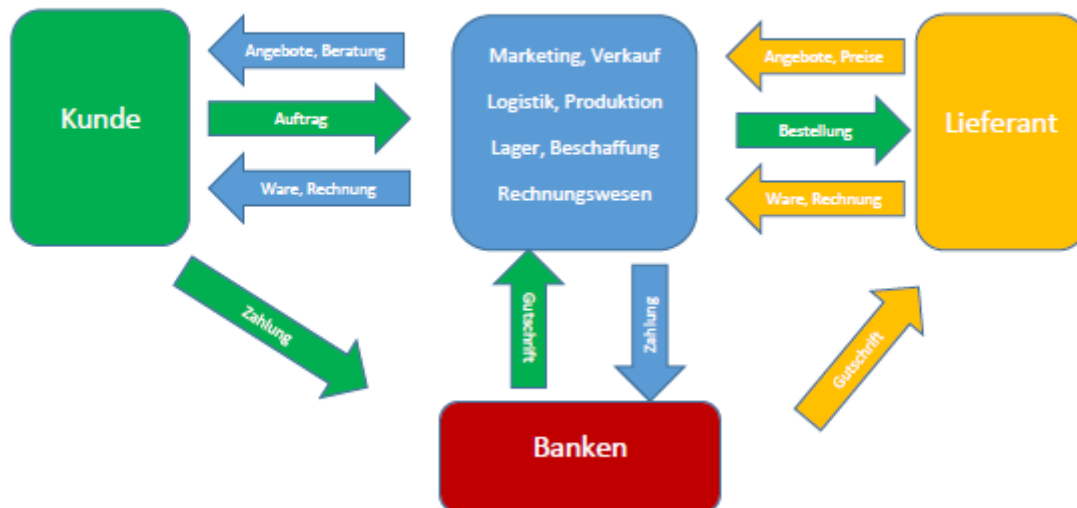 Kunde
Angebote, Beratung
Auftrag
Ware, Rechnung
Marketing, Verkauf
Logistik, Produktion
Lager, Beschaffung
Rechnungswesen
Angebote, Preise
Bestellung
Ware, Rechnung
Lieferant
Zahlung
Gutschrift
Zahlung
Gutschrift
Banken